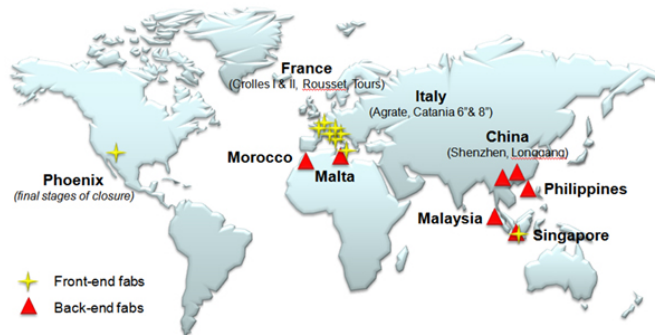 France
(Crolles I & II, Rousset, Tours)
Italy
(Agrate, Catania 6"& 8")
China
(Shenzhen, Longgang)
Morocco
Malta
Phoenix
(final stages of closure)
Philippines
Malaysia
Singapore
Front-end fabs
Back-end fabs